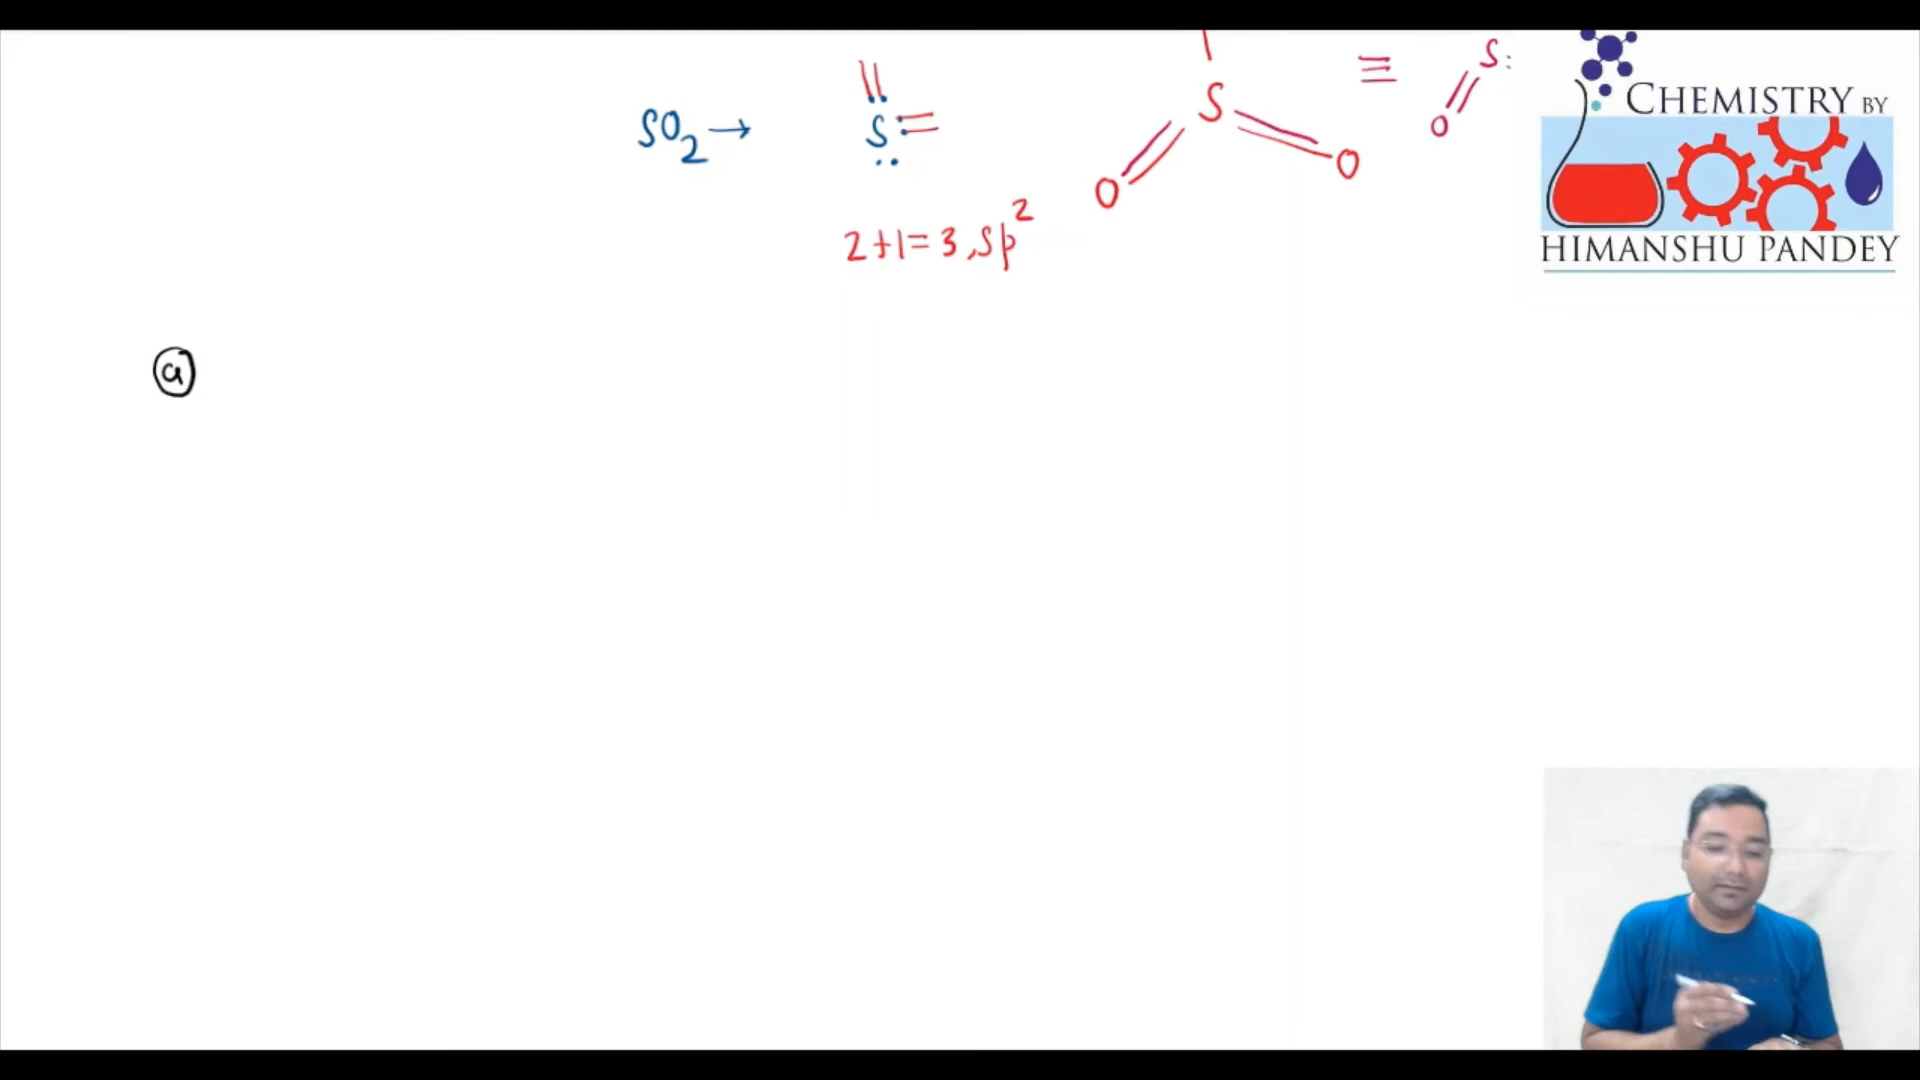 SO2 →
S
S
O
O
≡
S:
O
2+1=3, sp²
CHEMISTRY BY
HIMANSHU PANDEY
a